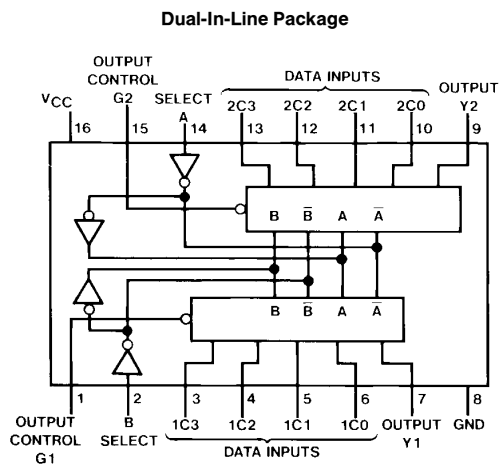 Dual-In-Line Package
OUTPUT
CONTROL
G2
SELECT
A
DATA INPUTS
OUTPUT
Y2
VCC
2C3 2C2 2C1 2C0
16 15 14 13 12 11 10 9
B B̅ A A̅
B B̅ A A̅
1 2 3 4 5 6 7 8
OUTPUT
CONTROL
G1
B
SELECT
1C3 1C2 1C1 1C0
DATA INPUTS
OUTPUT
Y1
GND